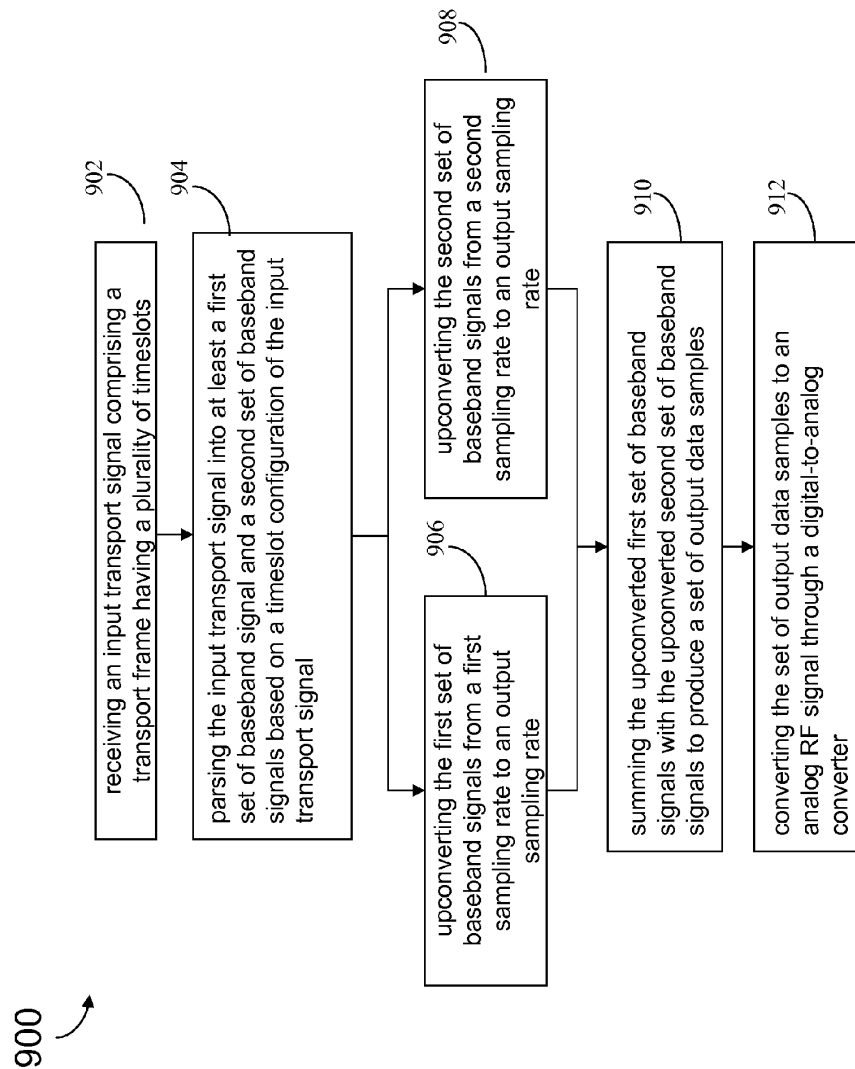 900
902
receiving an input transport signal comprising a
transport frame having a plurality of timeslots
904
parsing the input transport signal into at least a first
set of baseband signal and a second set of baseband
signals based on a timeslot configuration of the input
transport signal
906
upconverting the first set of
baseband signals from a first
sampling rate to an output
sampling rate
908
upconverting the second set of
baseband signals from a second
sampling rate to an output sampling
rate
910
summing the upconverted first set of baseband
signals with the upconverted second set of baseband
signals to produce a set of output data samples
912
converting the set of output data samples to an
analog RF signal through a digital-to-analog
converter